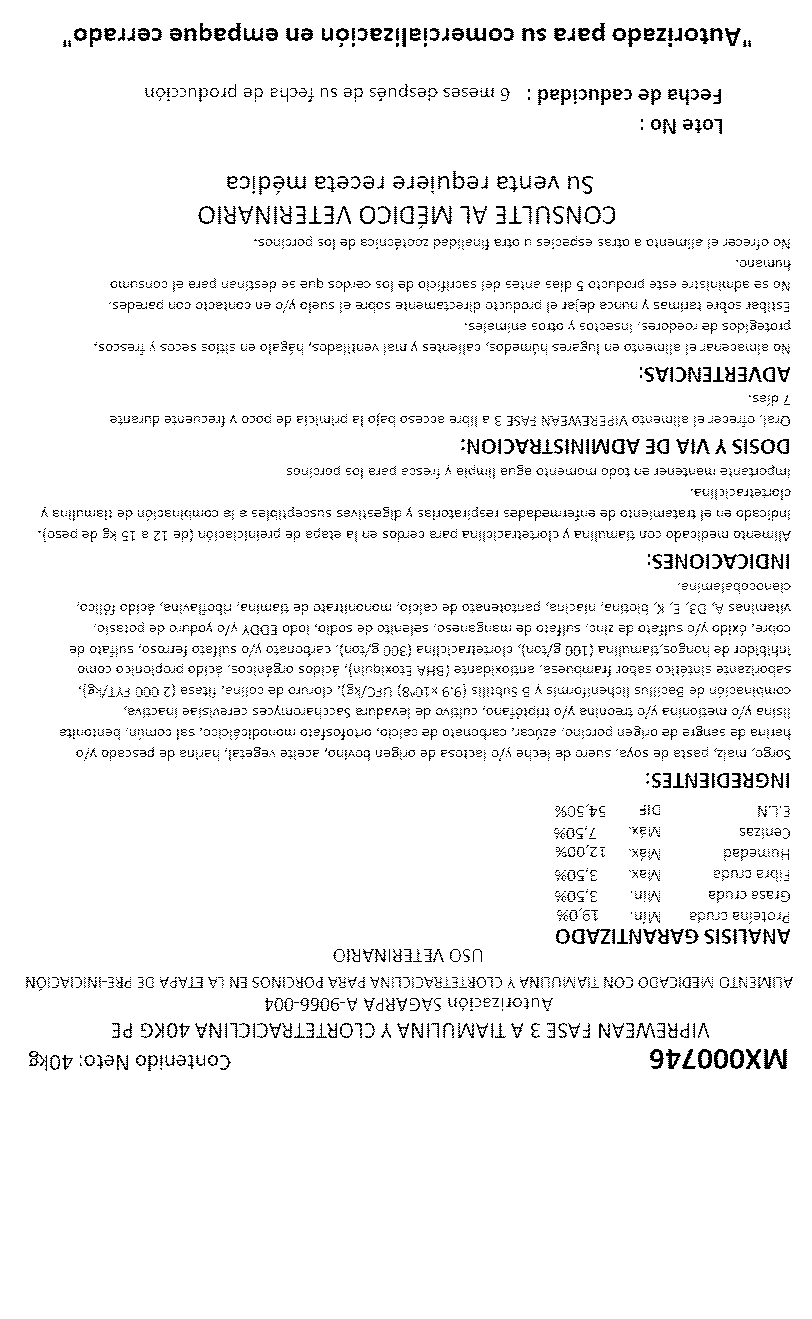 MX000746 Contenido Neto: 40kg
VIPREWEAN FASE 3 A TIAMULINA Y CLORTETRACICLINA 40KG PE
Autorización SAGARPA A-9066-004
ALIMENTO MEDICADO CON TIAMULINA Y CLORTETRACICLINA PARA PORCINOS EN LA ETAPA DE PRE-INICIACIÓN
USO VETERINARIO
ANALISIS GARANTIZADO
Proteína cruda Mín. 19,0%
Grasa cruda Mín. 3,50%
Fibra cruda Max. 3,50%
Humedad Máx. 12,00%
Cenizas Máx. 7,50%
E.L.N DIF 54,50%
INGREDIENTES:
Sorgo, maíz, pasta de soya, suero de leche y/o lactosa de origen bovino, aceite vegetal, harina de pescado y/o
harina de sangre de origen porcino, azúcar, carbonato de calcio, ortofosfato monodicálcico, sal común, bentonita
lisina y/o metionina y/o treonina y/o triptófano, cultivo de levadura Saccharomyces cerevisiae inactiva,
combinación de Bacillus licheniformis y B Subtilis (9.9 x10^8) UFC/kg), cloruro de colina, fitasa (2 000 FYT/kg),
saborizante sintético sabor frambuesa, antioxidante (BHA Etoxiquin), ácidos orgánicos, ácido propionico como
inhibidor de hongos,tiamulina (100 g/ton), clortetraciclina (300 g/ton), carbonato y/o sulfato ferroso, sulfato de
cobre, óxido y/o sulfato de zinc, sulfato de manganeso, selenito de sodio, iodo EDDY y/o yoduro de potasio,
vitaminas A, D3, E, K, biotina, niacina, pantotenato de calcio, mononitrato de tiamina, riboflavina, ácido fólico,
cianocobalamina.
INDICACIONES:
Alimento medicado con tiamulina y clortetraciclina para cerdos en la etapa de preiniciación (de 12 a 15 kg de peso).
indicado en el tratamiento de enfermedades respiratorias y digestivas susceptibles a la combinación de tiamulina y
clortetraciclina.
importante mantener en todo momento agua limpia y fresca para los porcinos
DOSIS Y VIA DE ADMINISTRACION:
Oral, ofrecer el alimento VIPEREWEAN FASE 3 a libre acceso bajo la primicia de poco y frecuente durante
7 días.
ADVERTENCIAS:
No almacenar el alimento en lugares húmedos, calientes y mal ventilados, hágalo en sitios secos y frescos,
protegidos de roedores, insectos y otros animales.
Estibar sobre tarimas y nunca dejar el producto directamente sobre el suelo y/o en contacto con paredes.
No se administre este producto 5 días antes del sacrificio de los cerdos que se destinan para el consumo
humano.
No ofrecer el alimento a otras especies u otra finalidad zootécnica de los porcinos.
CONSULTE AL MÉDICO VETERINARIO
Su venta requiere receta médica
Lote No :
Fecha de caducidad : 6 meses después de su fecha de producción
"Autorizado para su comercialización en empaque cerrado"